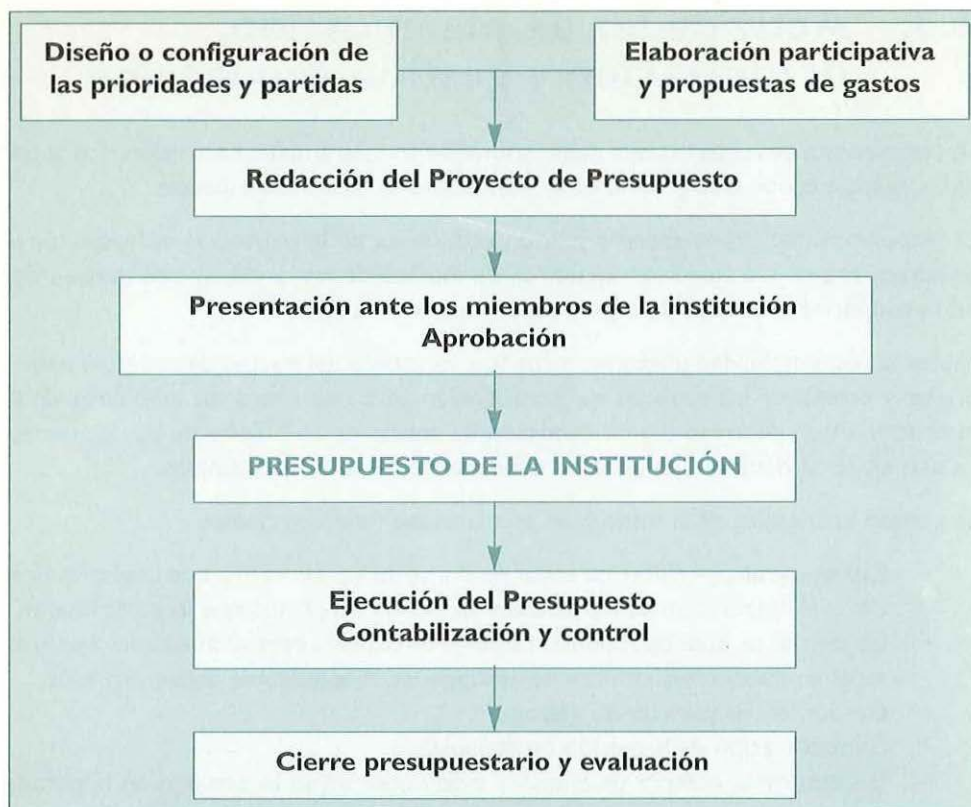 Diseño o configuración de
las prioridades y partidas
Elaboración participativa
y propuestas de gastos
Redacción del Proyecto de Presupuesto
Presentación ante los miembros de la institución
Aprobación
PRESUPUESTO DE LA INSTITUCIÓN
Ejecución del Presupuesto
Contabilización y control
Cierre presupuestario y evaluación